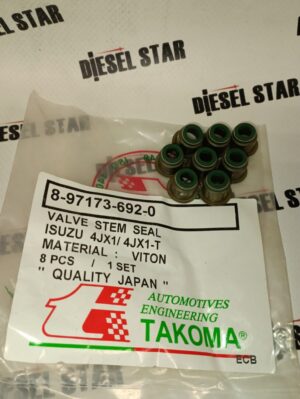 DIESEL STAR
DIESEL STAR
8-97173-692-0
VALVE STEM SEAL
ISUZU 4JX1/ 4JX1-T
MATERIAL : VITON
8 PCS / 1 SET
" QUALITY JAPAN "
AUTOMOTIVES
ENGINEERING
TAKOMA®
ECB